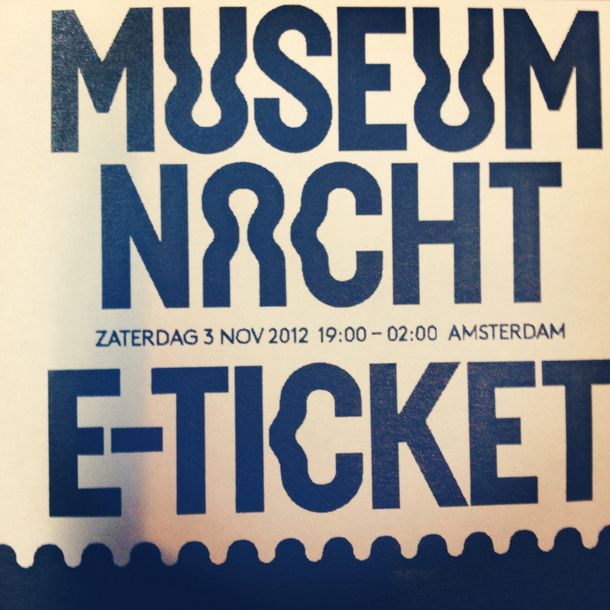 MUSEUM
NACHT
ZATERDAG 3 NOV 2012 19:00 – 02:00 AMSTERDAM
E-TICKET